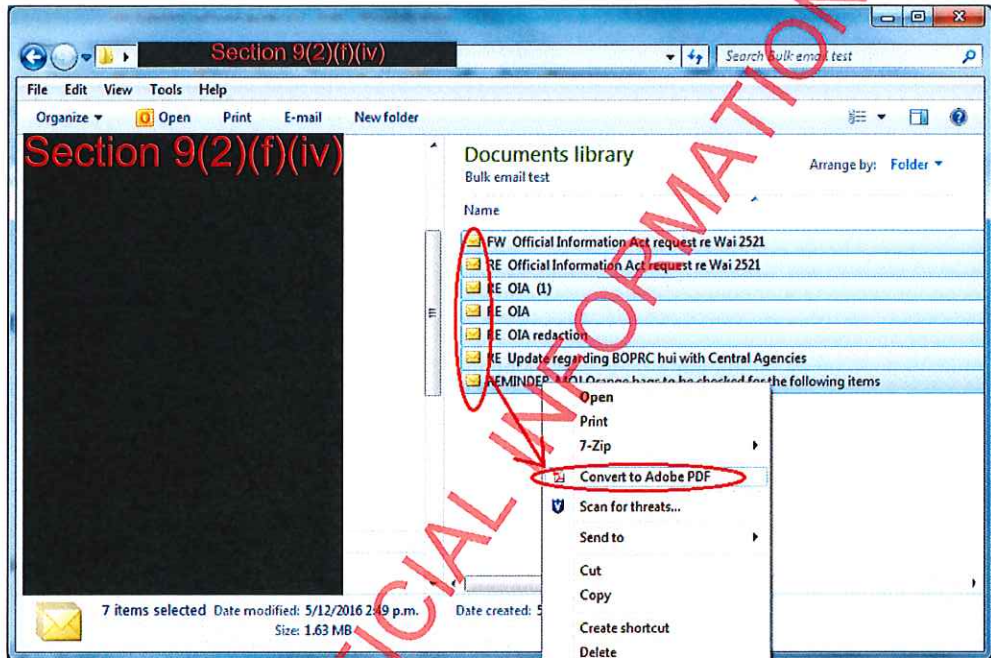 Section 9(2)(f)(iv)
Search Bulk email test
File Edit View Tools Help
Organize Open Print E-mail New folder
Section 9(2)(f)(iv)
Documents library
Bulk email test
Arrange by: Folder
Name
FW Official Information Act request re Wai 2521
RE Official Information Act request re Wai 2521
RE OIA (1)
RE OIA
RE OIA redaction
RE Update regarding BOPRC hui with Central Agencies
REMINDER MOJ Orange bags to be checked for the following items
Open
Print
7-Zip
Convert to Adobe PDF
Scan for threats...
Send to
Cut
Copy
Create shortcut
Delete
7 items selected Date modified: 5/12/2016 2:49 p.m. Date created: 5
Size: 1.63 MB
ICIAL INFORMATION